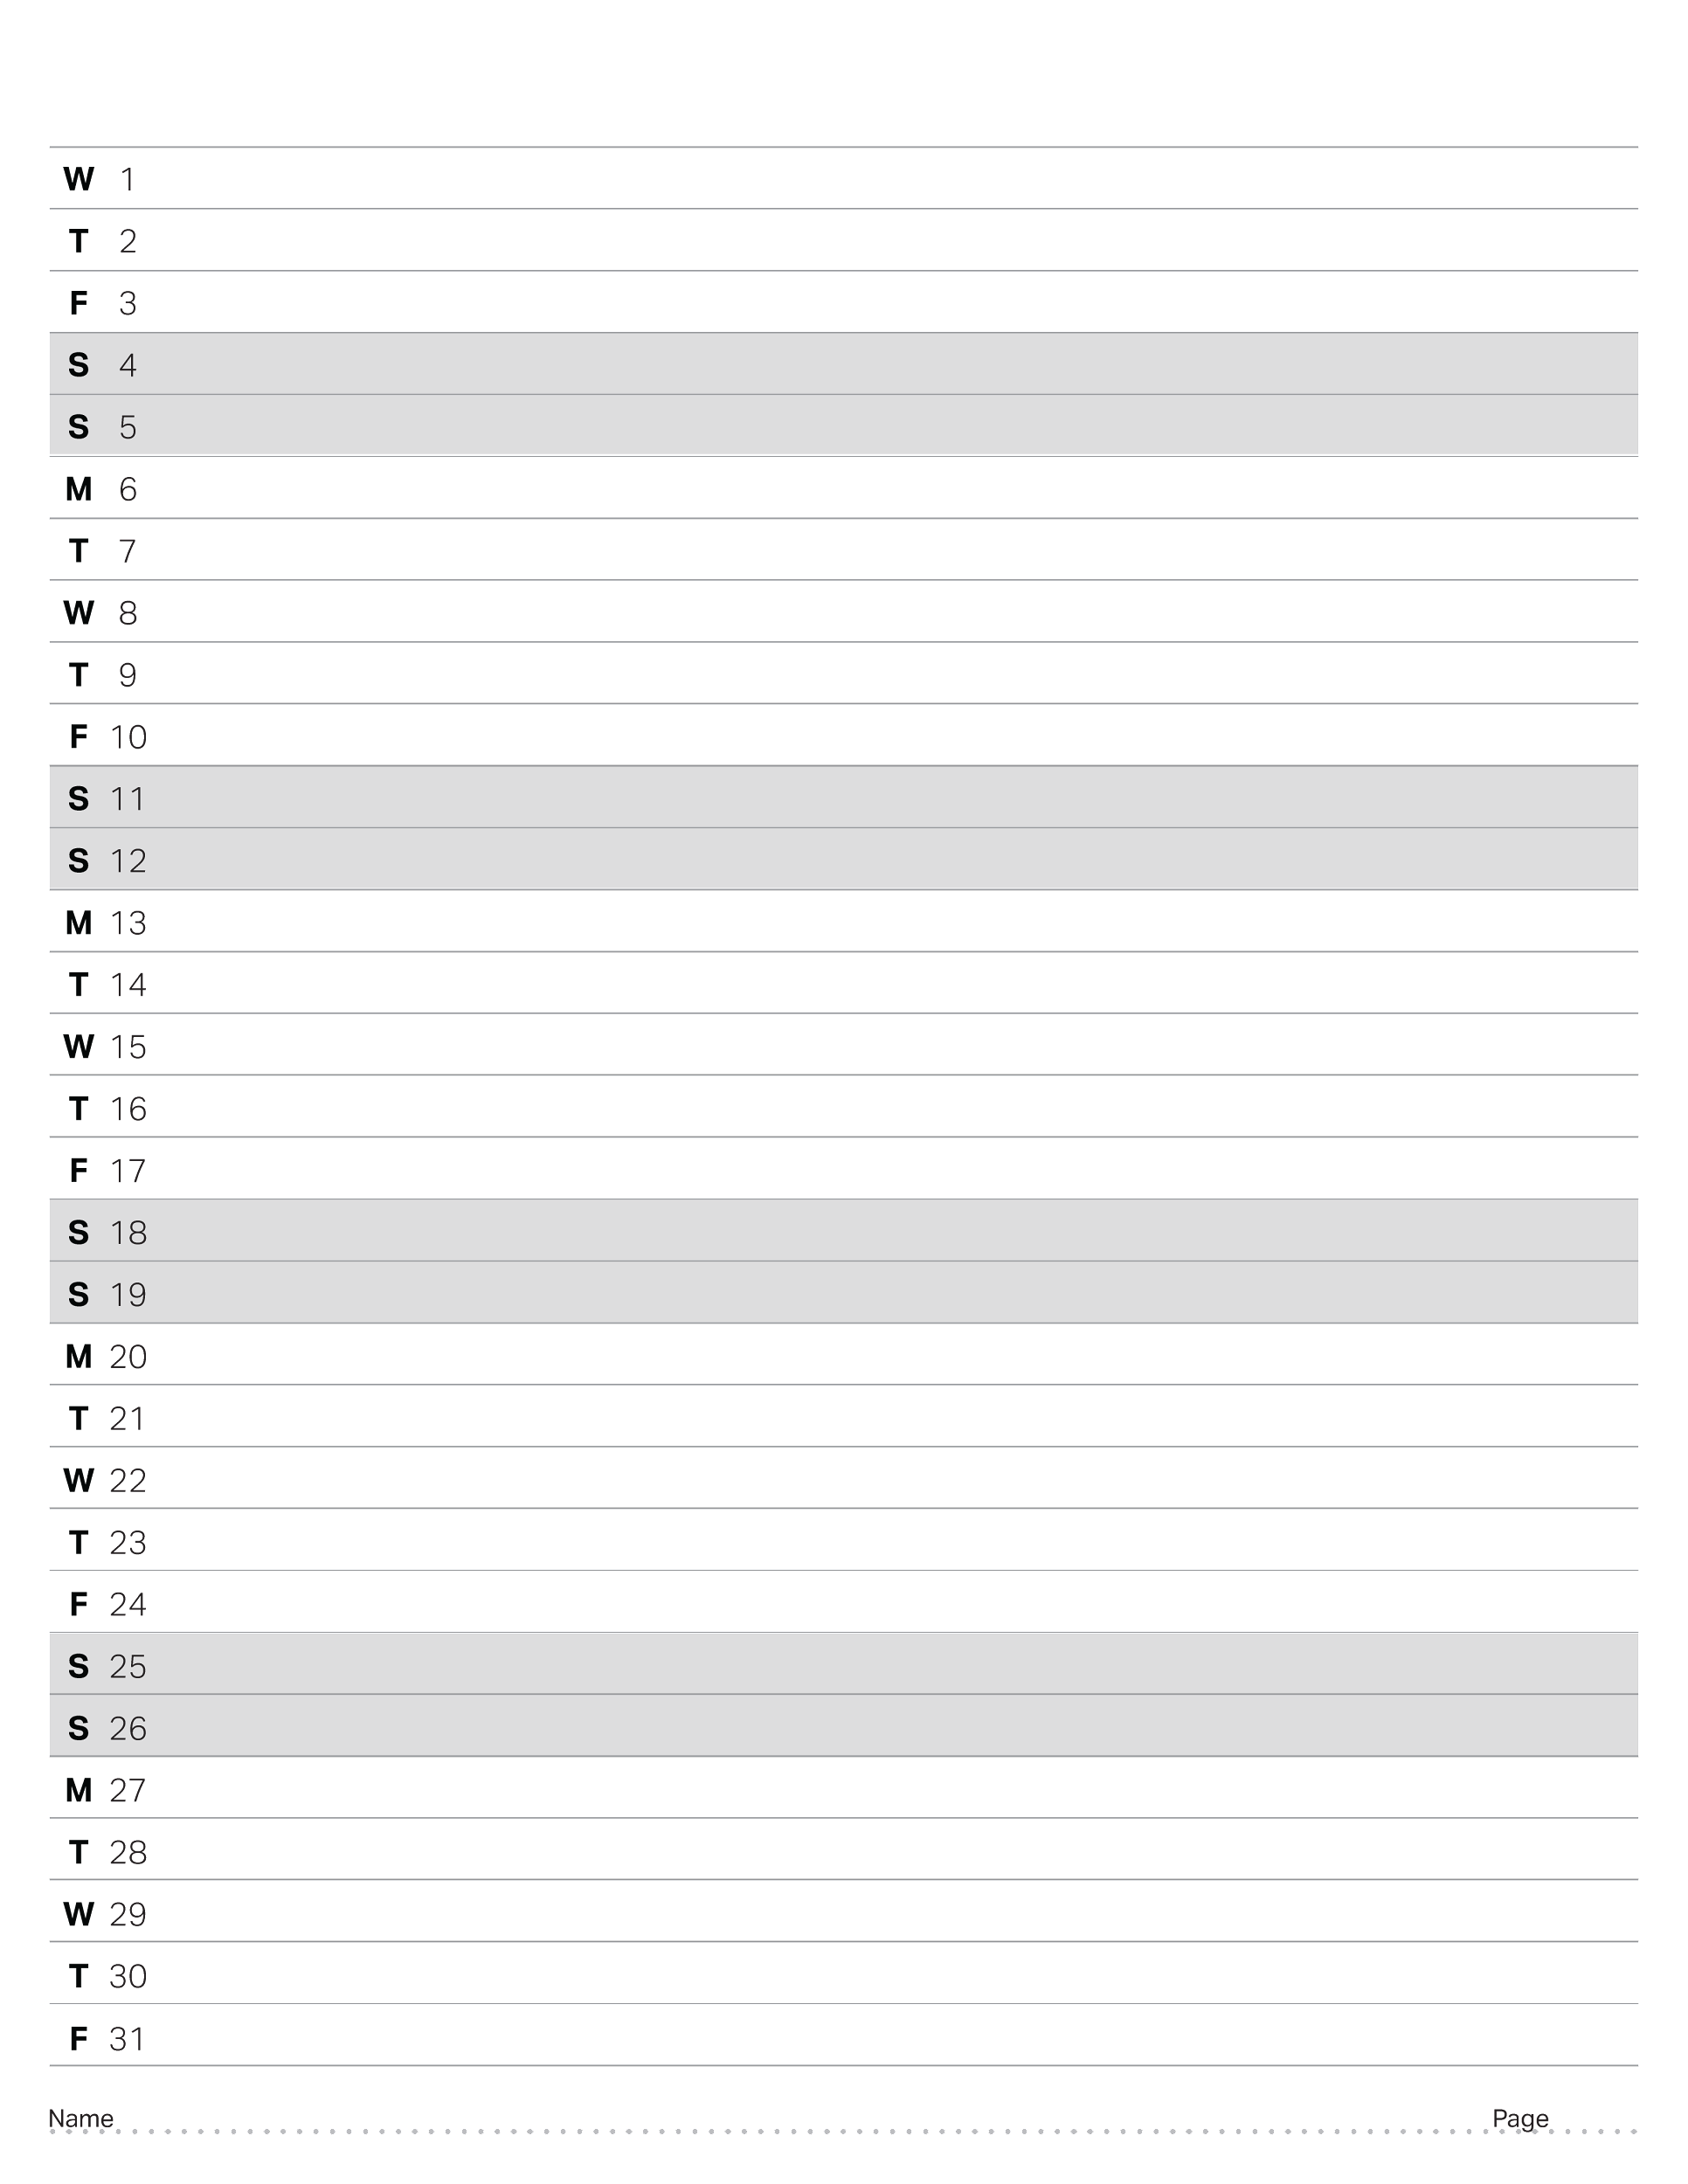 W 1
T 2
F 3
S 4
S 5
M 6
T 7
W 8
T 9
F 10
S 11
S 12
M 13
T 14
W 15
T 16
F 17
S 18
S 19
M 20
T 21
W 22
T 23
F 24
S 25
S 26
M 27
T 28
W 29
T 30
F 31
Name Page